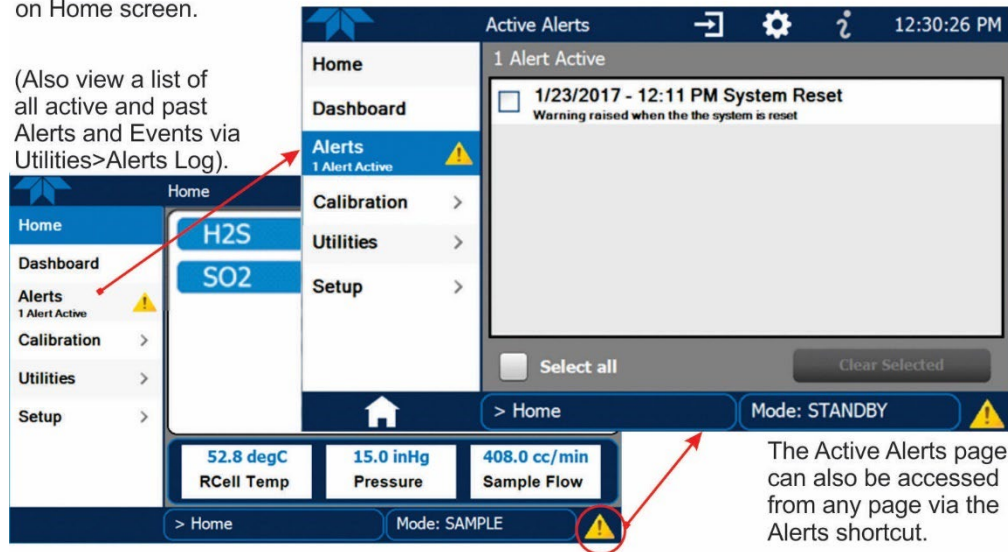 on Home screen.
(Also view a list of
all active and past
Alerts and Events via
Utilities>Alerts Log).
Active Alerts
12:30:26 PM
Home
Dashboard
Alerts
1 Alert Active
Calibration >
Utilities >
Setup >
1 Alert Active
1/23/2017 - 12:11 PM System Reset
Warning raised when the the system is reset
Select all
Clear Selected
> Home
Mode: STANDBY
Home
Home
Dashboard
Alerts
1 Alert Active
Calibration >
Utilities >
Setup >
H2S
SO2
52.8 degC
RCell Temp
15.0 inHg
Pressure
408.0 cc/min
Sample Flow
> Home
Mode: SAMPLE
The Active Alerts page
can also be accessed
from any page via the
Alerts shortcut.